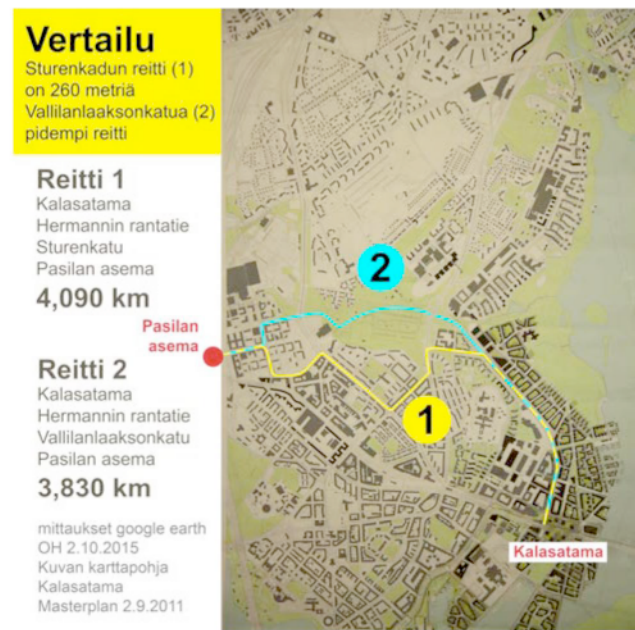 Vertailu
Sturenkadun reitti (1)
on 260 metriä
Vallilanlaaksonkatua (2)
pidempi reitti
Reitti 1
Kalasatama
Hermannin rantatie
Sturenkatu
Pasilan asema
4,090 km
Pasilan
asema
Reitti 2
Kalasatama
Hermannin rantatie
Vallilanlaaksonkatu
Pasilan asema
3,830 km
mittaukset google earth
OH 2.10.2015
Kuvan karttapohja
Kalasatama
Masterplan 2.9.2011
2
1
Kalasatama